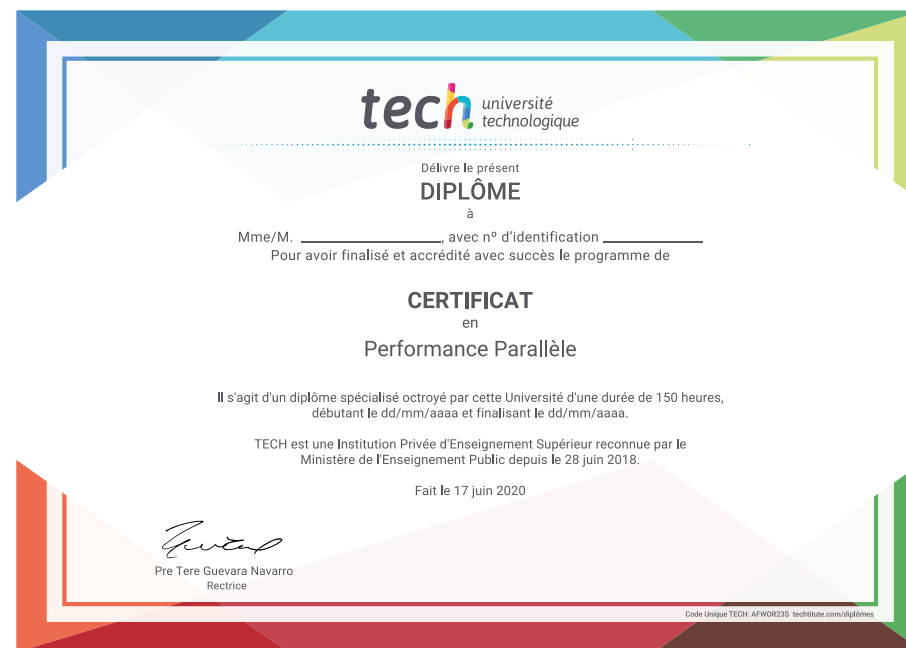 tech université
technologique
Délivre le présent
DIPLÔME
à
Mme/M. ____________________, avec nº d'identification ______________
Pour avoir finalisé et accrédité avec succès le programme de
CERTIFICAT
en
Performance Parallèle
Il s'agit d'un diplôme spécialisé octroyé par cette Université d'une durée de 150 heures,
débutant le dd/mm/aaaa et finalisant le dd/mm/aaaa.
TECH est une Institution Privée d'Enseignement Supérieur reconnue par le
Ministère de l'Enseignement Public depuis le 28 juin 2018.
Fait le 17 juin 2020
Pre Tere Guevara Navarro
Rectrice
Code Unique TECH: AFWOR23S techtitute.com/diplômes